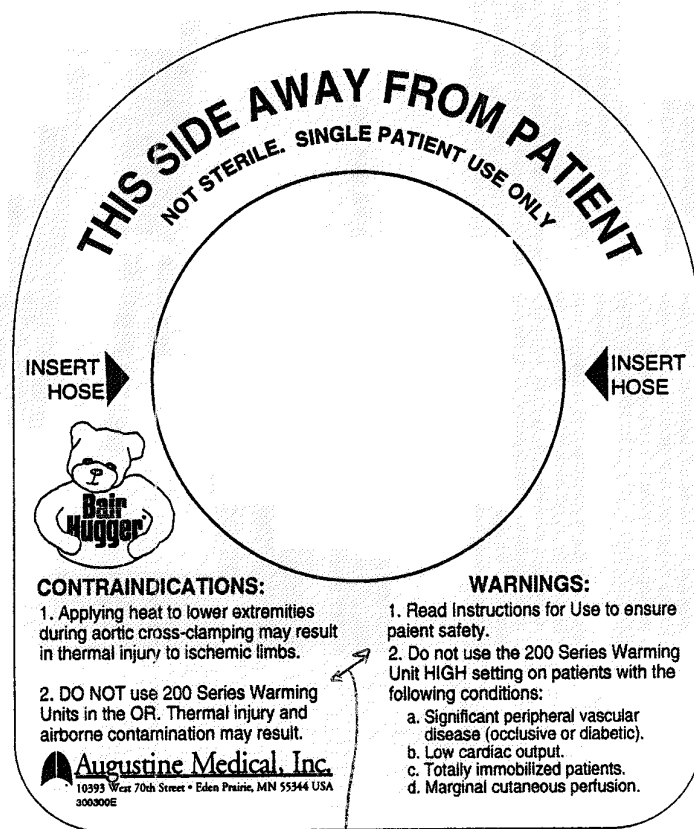 THIS SIDE AWAY FROM PATIENT
NOT STERILE. SINGLE PATIENT USE ONLY
INSERT
HOSE
INSERT
HOSE
Bair
Hugger®
CONTRAINDICATIONS:
1. Applying heat to lower extremities
during aortic cross-clamping may result
in thermal injury to ischemic limbs.
2. DO NOT use 200 Series Warming
Units in the OR. Thermal injury and
airborne contamination may result.
Augustine Medical, Inc.
10393 West 70th Street • Eden Prairie, MN 55344 USA
300300E
WARNINGS:
1. Read Instructions for Use to ensure
paient safety.
2. Do not use the 200 Series Warming
Unit HIGH setting on patients with the
following conditions:
a. Significant peripheral vascular
disease (occlusive or diabetic).
b. Low cardiac output.
c. Totally immobilized patients.
d. Marginal cutaneous perfusion.